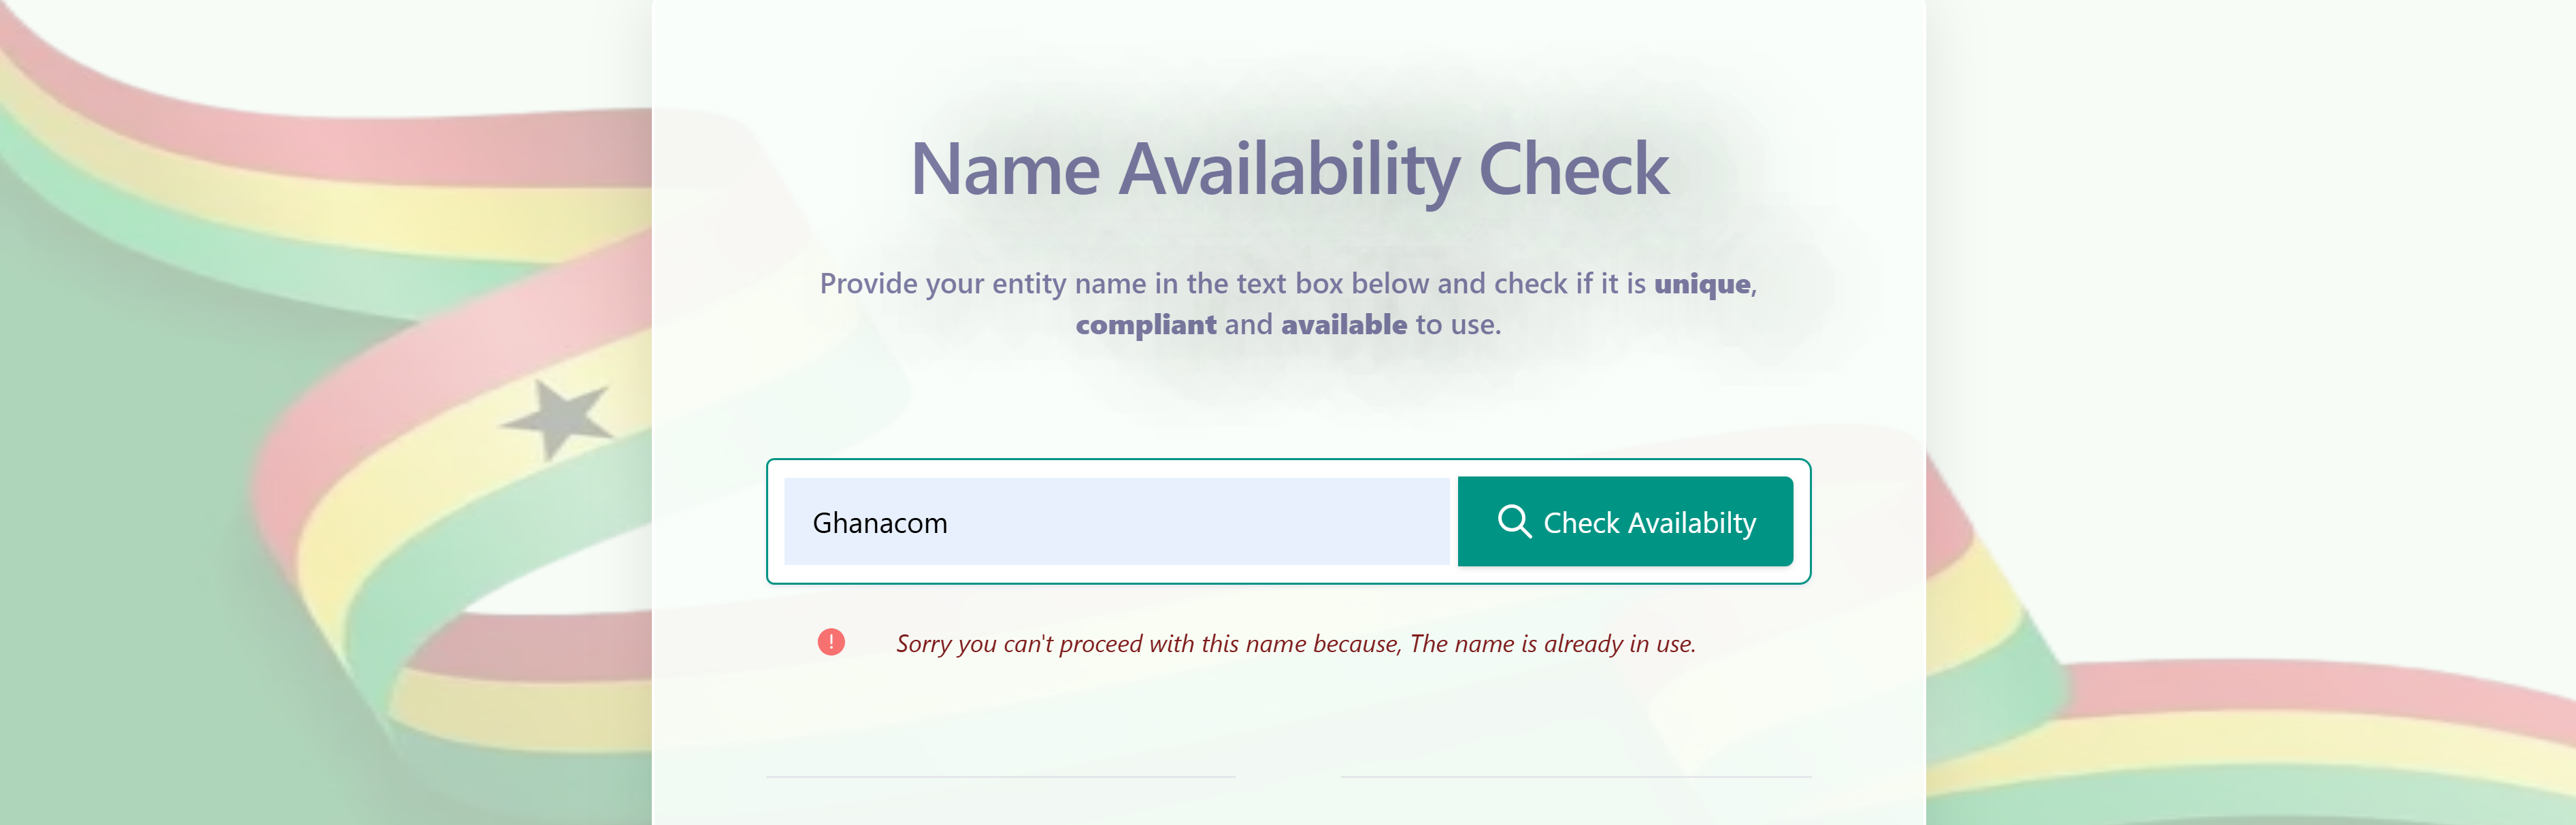 Name Availability Check
Provide your entity name in the text box below and check if it is unique,
compliant and available to use.
Ghanacom
Check Availabilty
Sorry you can't proceed with this name because, The name is already in use.